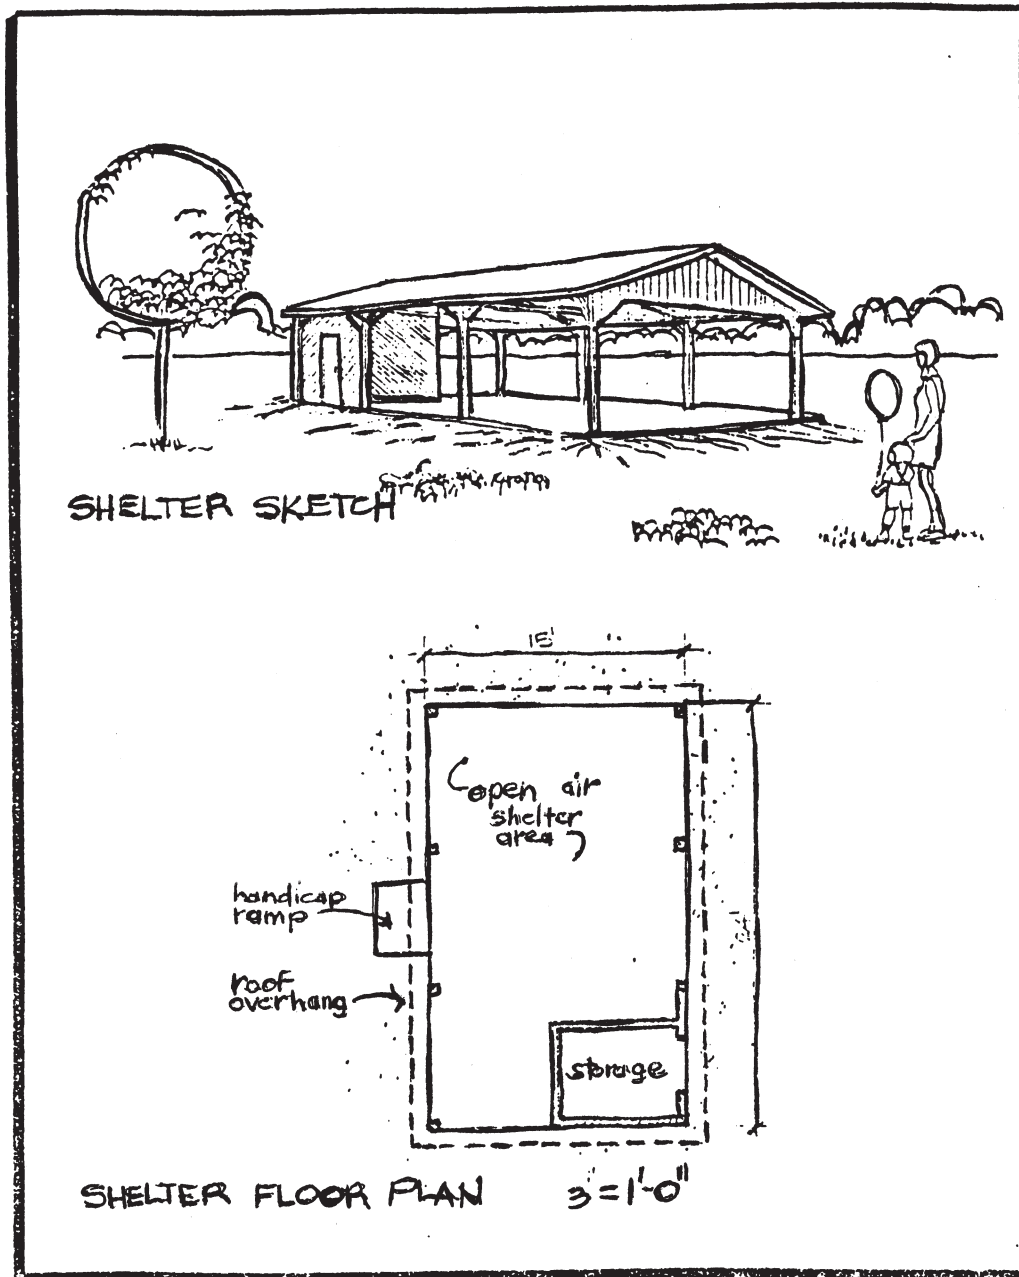 SHELTER SKETCH
15'
open air
shelter
area
handicap
ramp
roof
overhang
storage
SHELTER FLOOR PLAN 3'=1'-0"